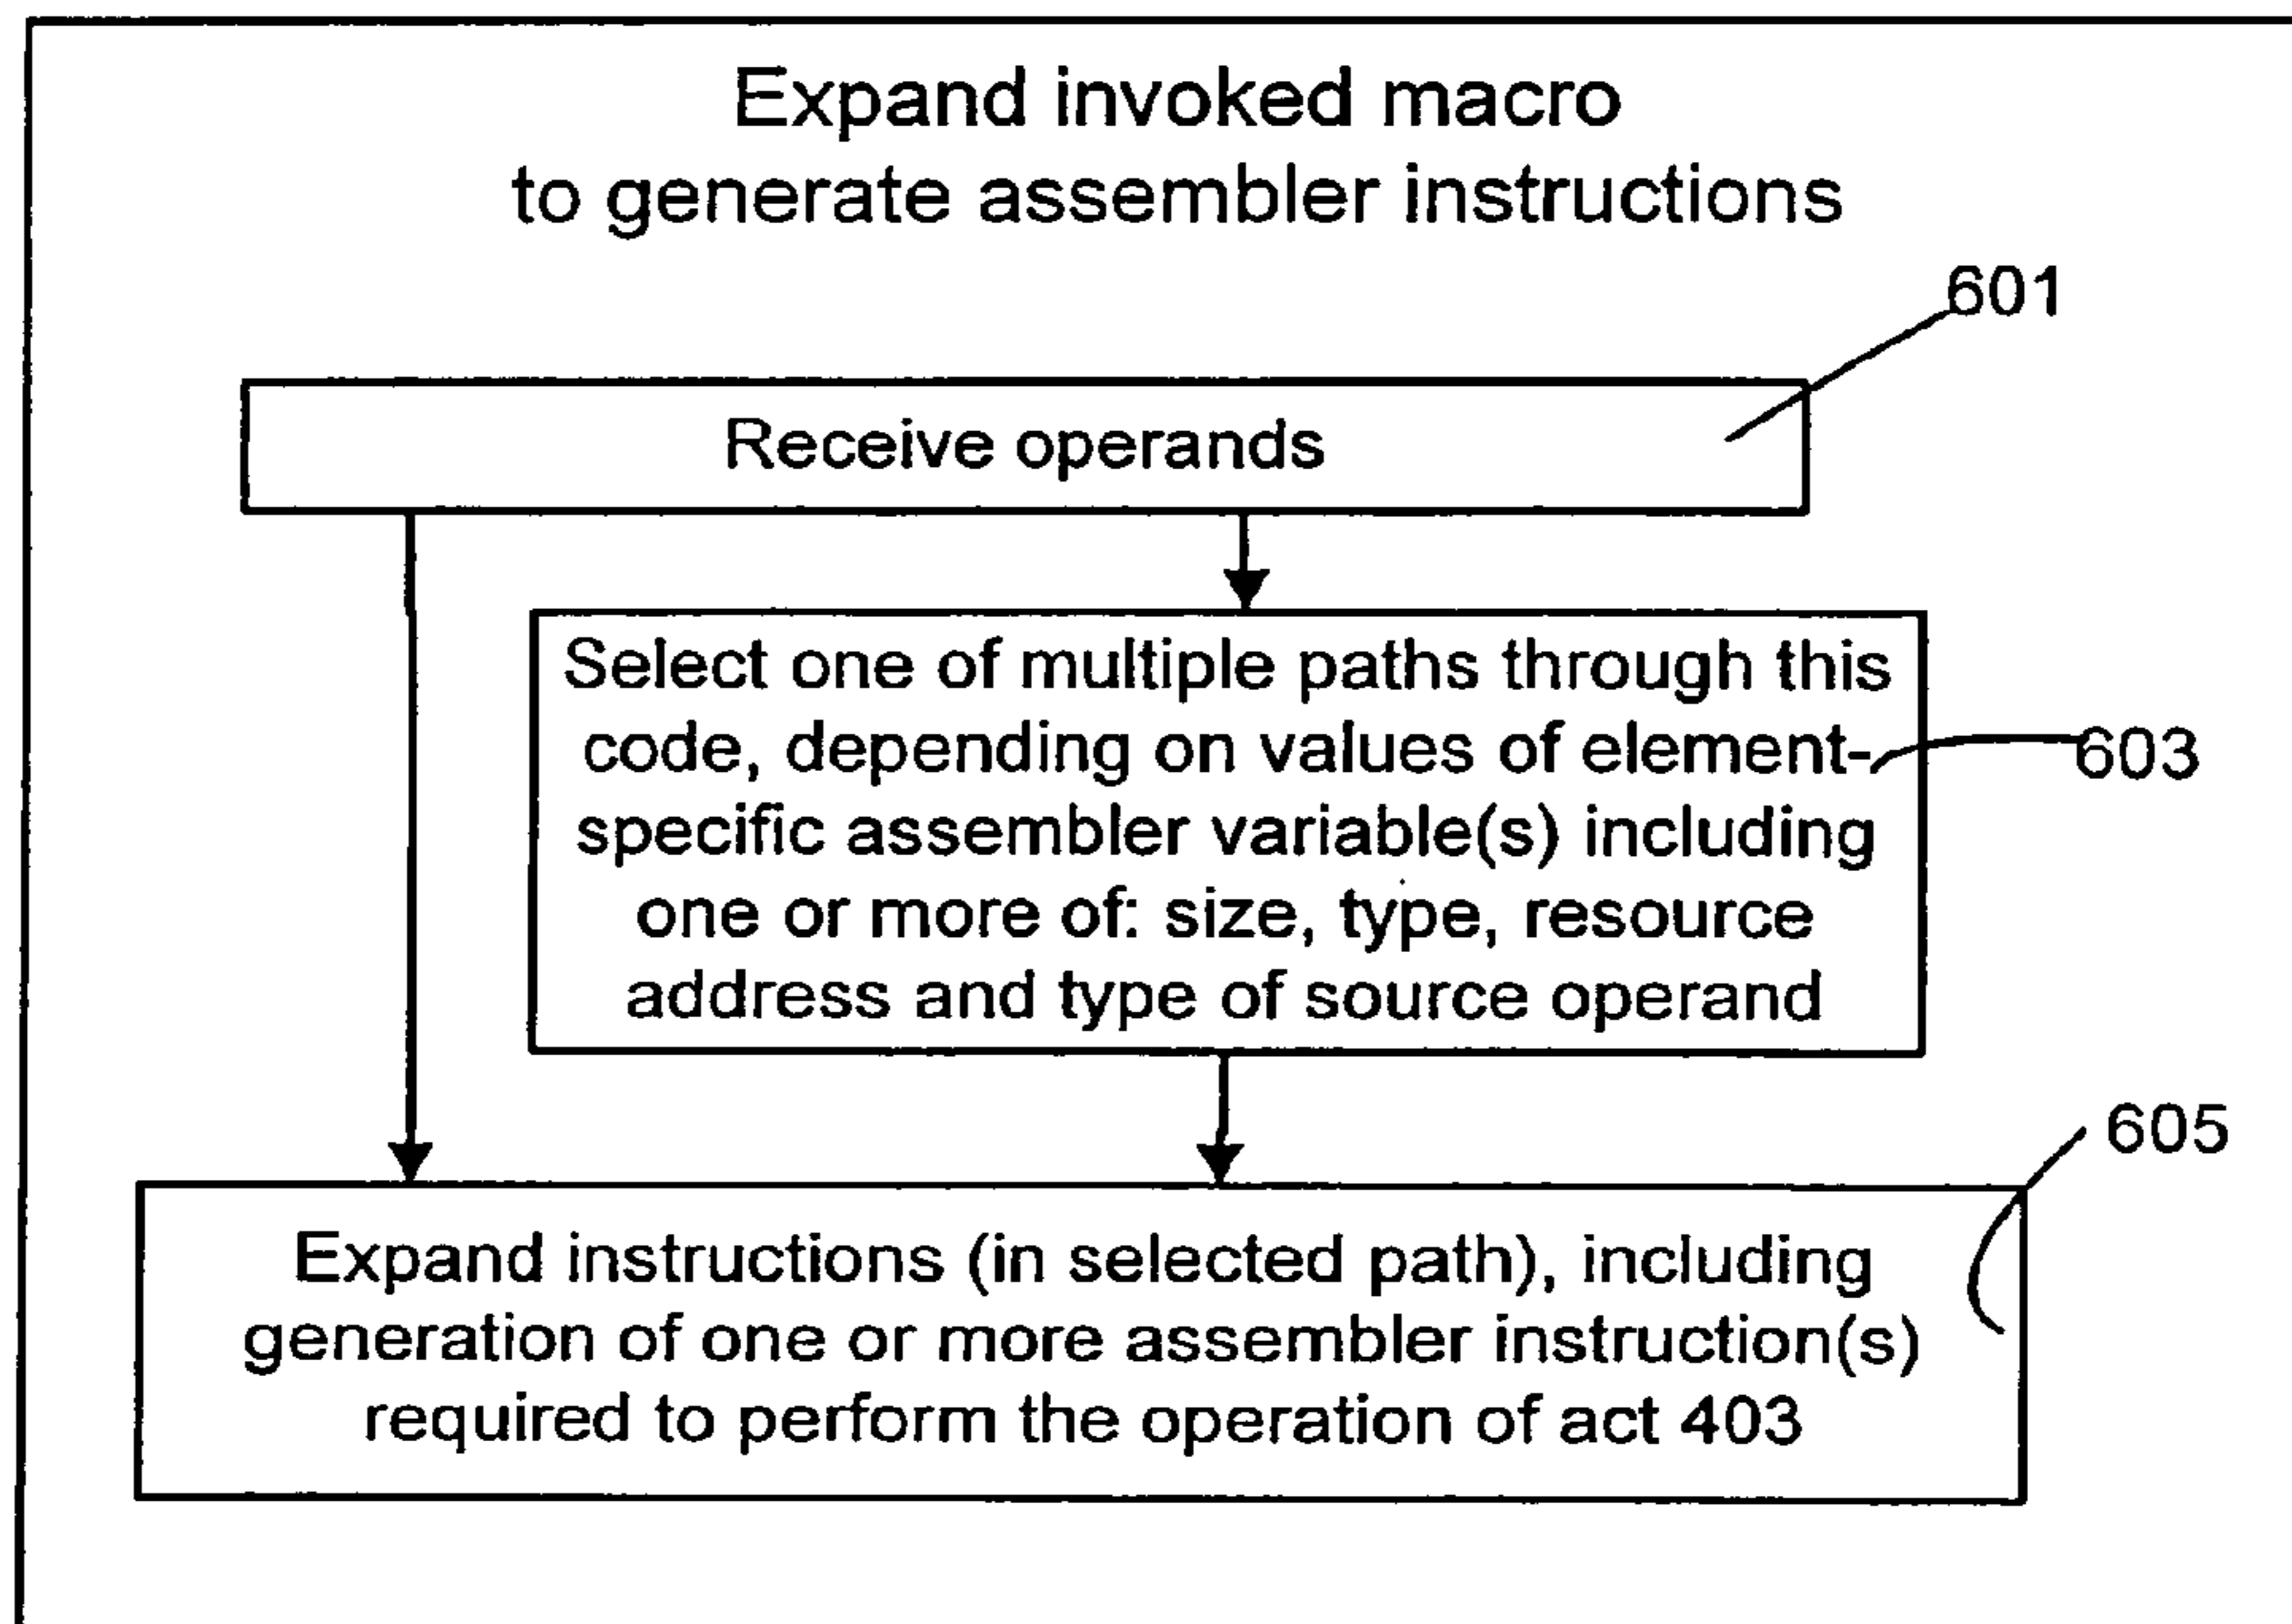 Expand invoked macro
to generate assembler instructions
601
Receive operands
Select one of multiple paths through this
code, depending on values of element-
603
specific assembler variable(s) including
one or more of: size, type, resource
address and type of source operand
605
Expand instructions (in selected path), including
generation of one or more assembler instruction(s)
required to perform the operation of act 403